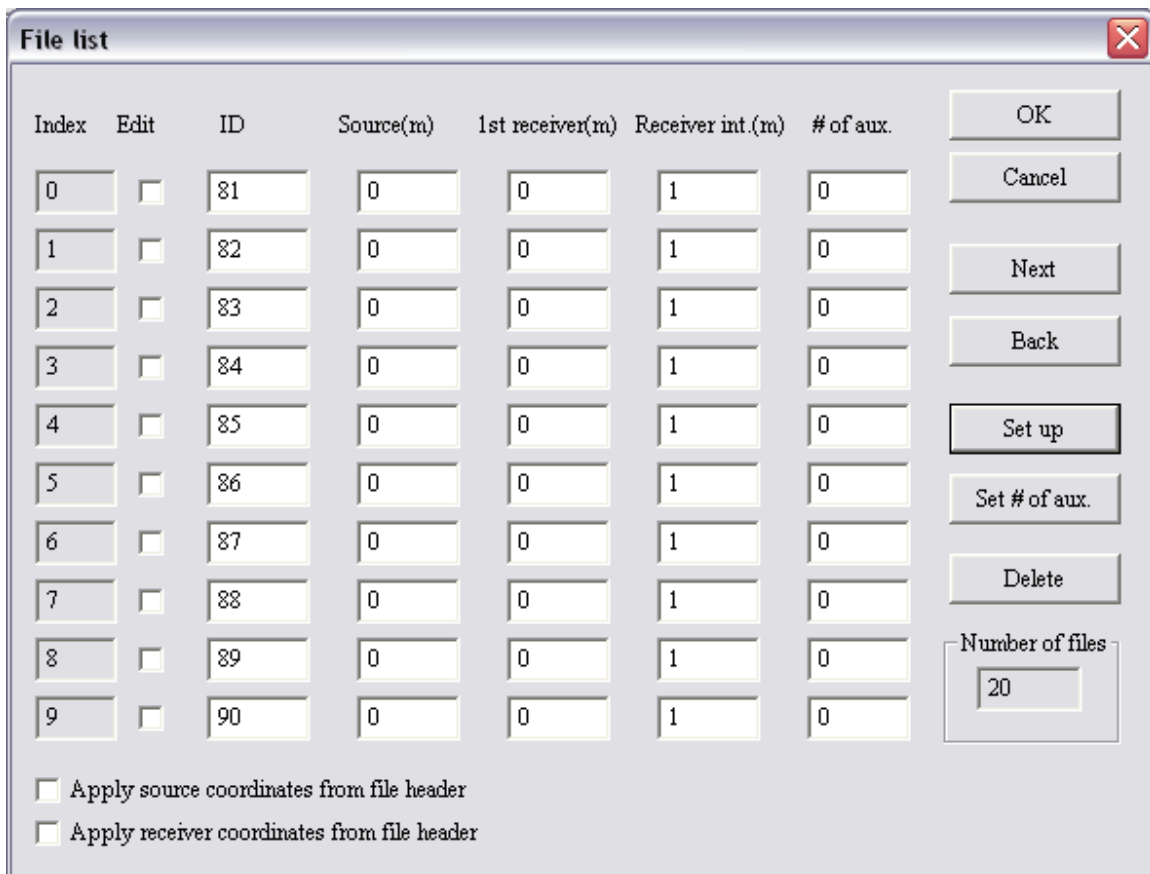 File list
Index Edit ID Source(m) 1st receiver(m) Receiver int.(m) # of aux.
0 81 0 0 1 0
1 82 0 0 1 0
2 83 0 0 1 0
3 84 0 0 1 0
4 85 0 0 1 0
5 86 0 0 1 0
6 87 0 0 1 0
7 88 0 0 1 0
8 89 0 0 1 0
9 90 0 0 1 0
Apply source coordinates from file header
Apply receiver coordinates from file header
OK
Cancel
Next
Back
Set up
Set # of aux.
Delete
Number of files
20